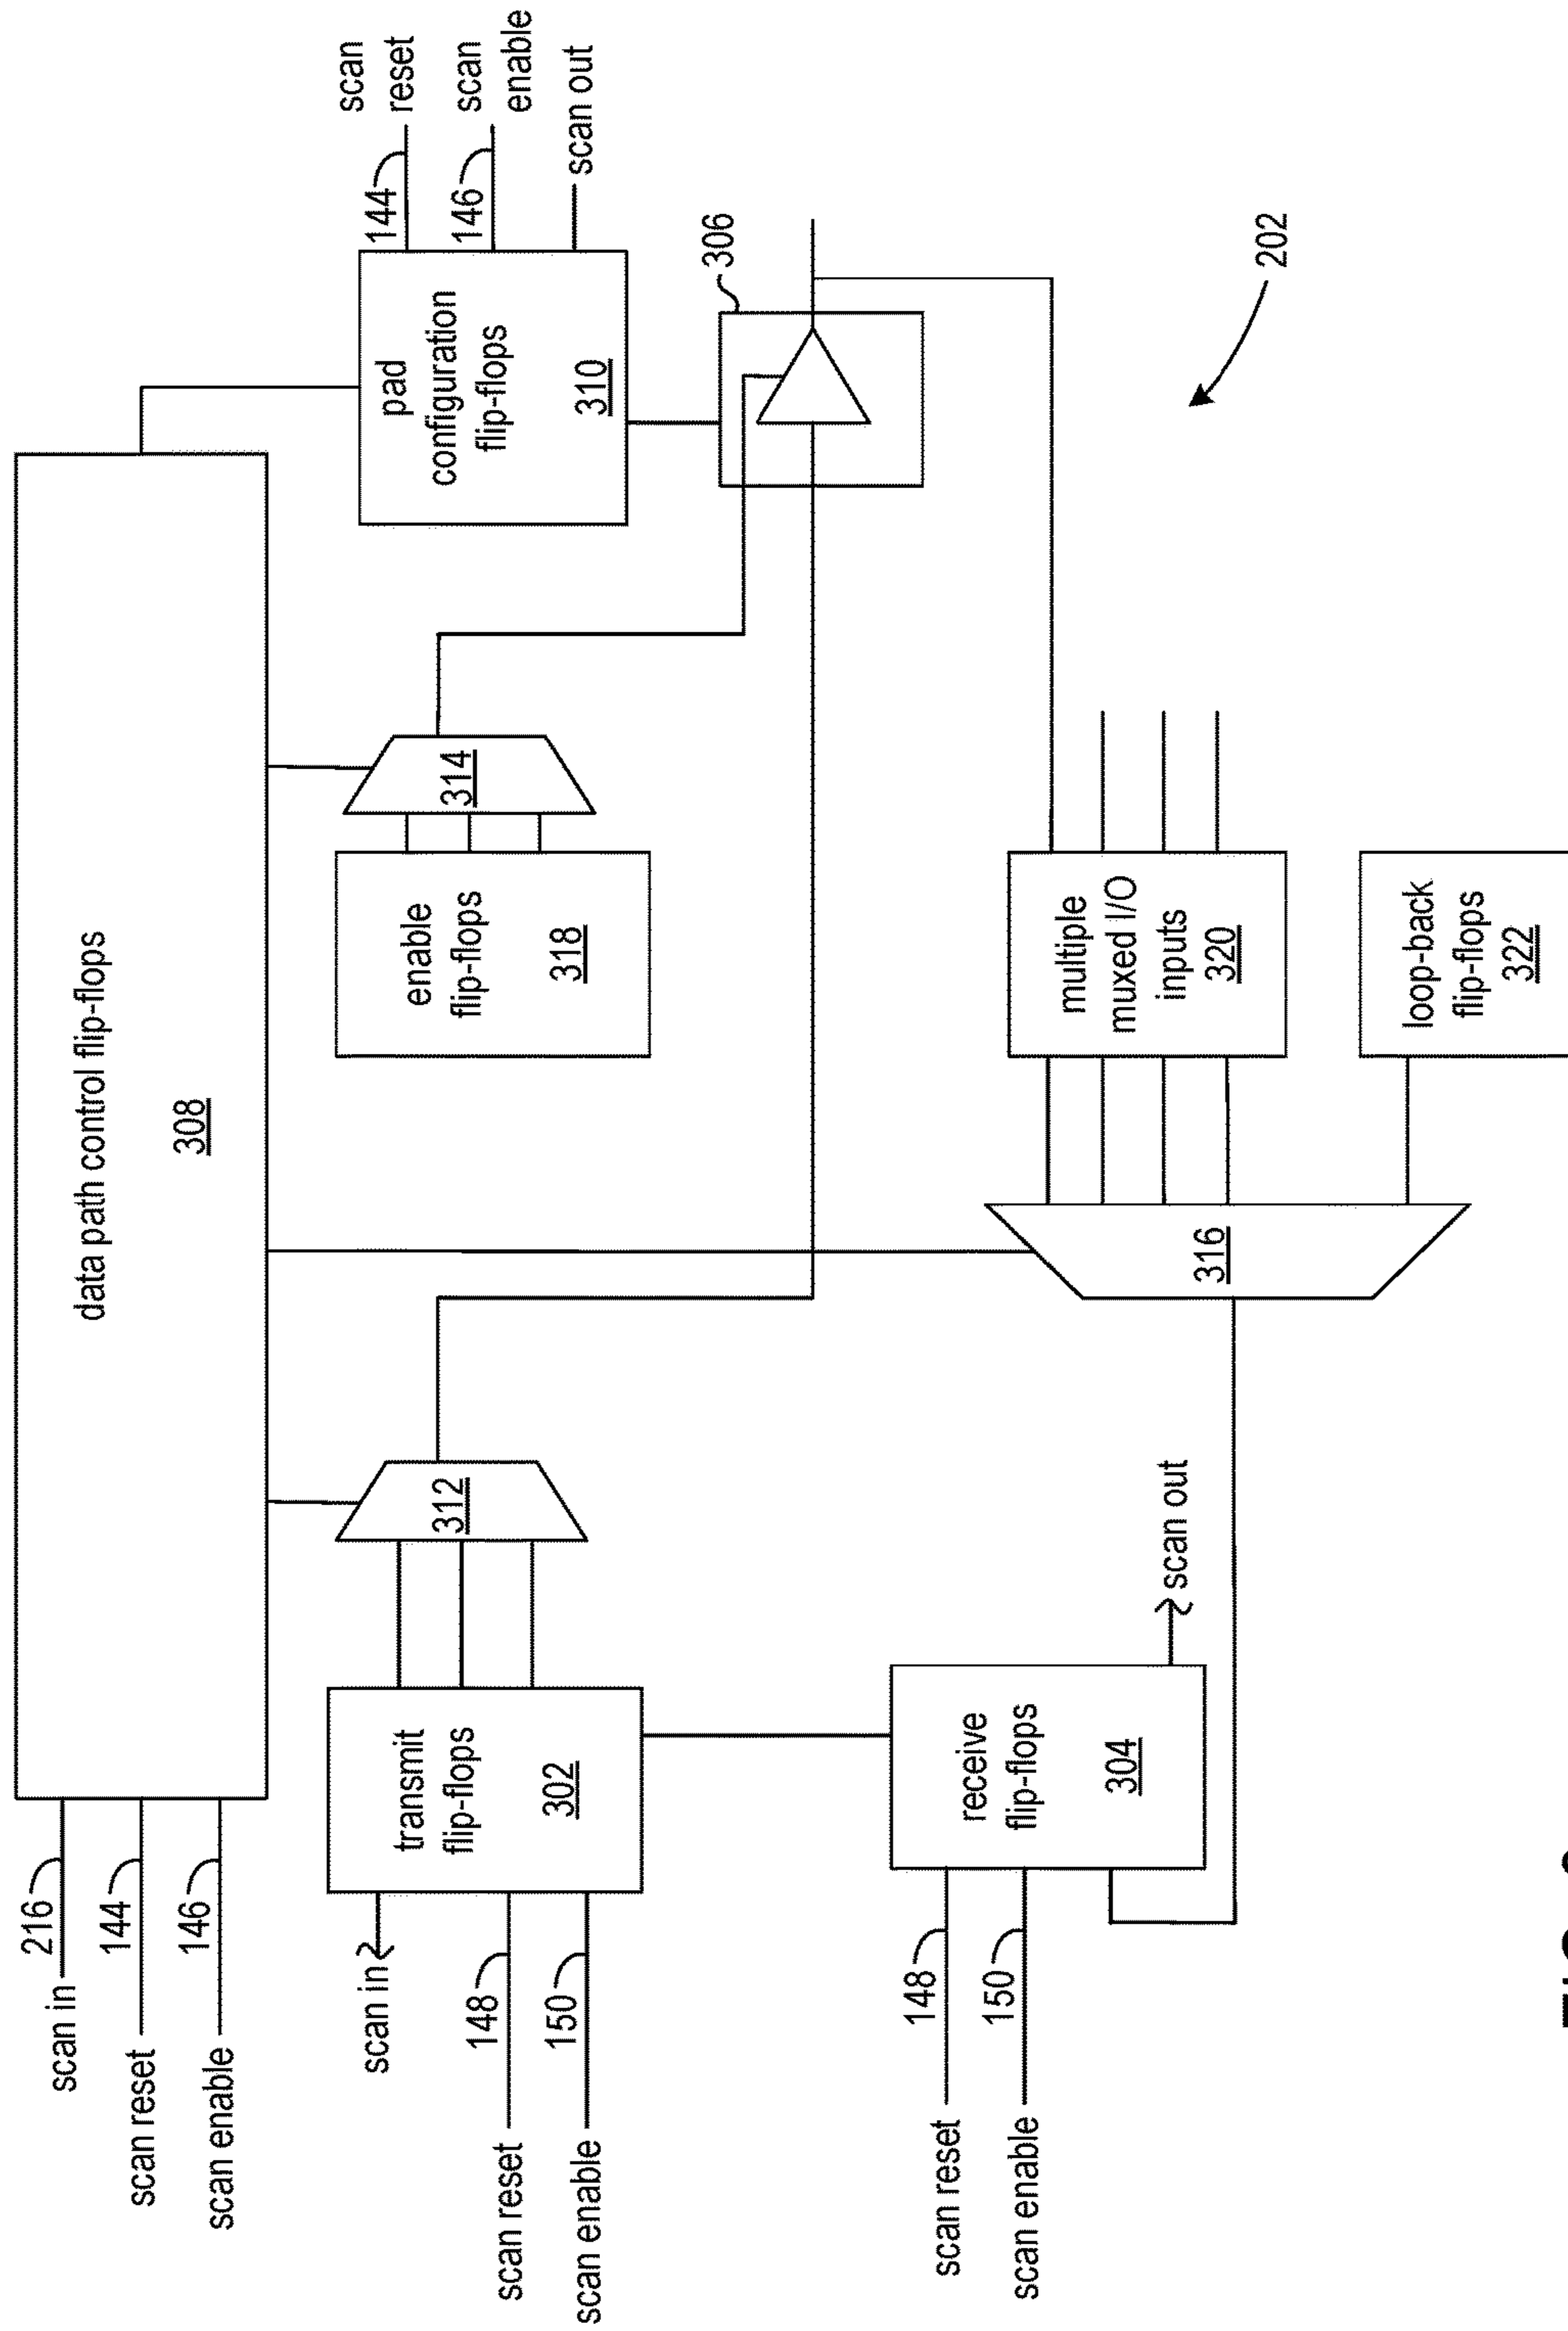 data path control flip-flops
308
scan in
216
scan reset
144
scan enable
146
scan
reset
144
scan
enable
146
scan out
pad
configuration
flip-flops
310
enable
flip-flops
318
314
312
transmit
flip-flops
302
scan in
scan reset
148
scan enable
150
306
receive
flip-flops
304
scan reset
148
scan enable
150
scan out
316
multiple
muxed I/O
inputs
320
loop-back
flip-flops
322
202